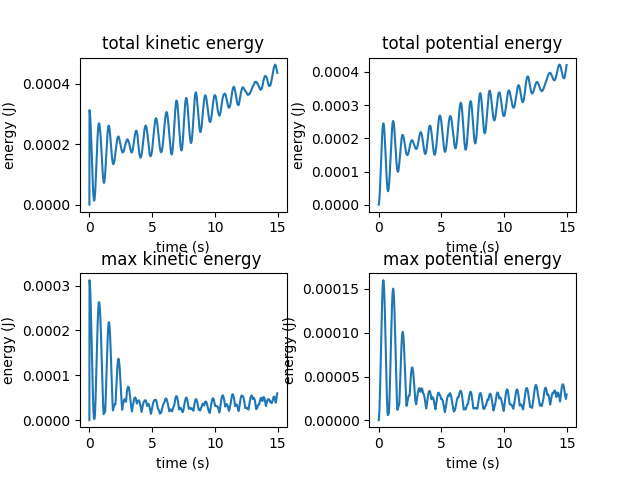 total kinetic energy
energy (J)
0.0004
0.0002
0.0000
0
5
10
15
time (s)
total potential energy
energy (J)
0.0004
0.0003
0.0002
0.0001
0.0000
0
5
10
15
time (s)
max kinetic energy
energy (J)
0.0003
0.0002
0.0001
0.0000
0
5
10
15
time (s)
max potential energy
energy (J)
0.00015
0.00010
0.00005
0.00000
0
5
10
15
time (s)